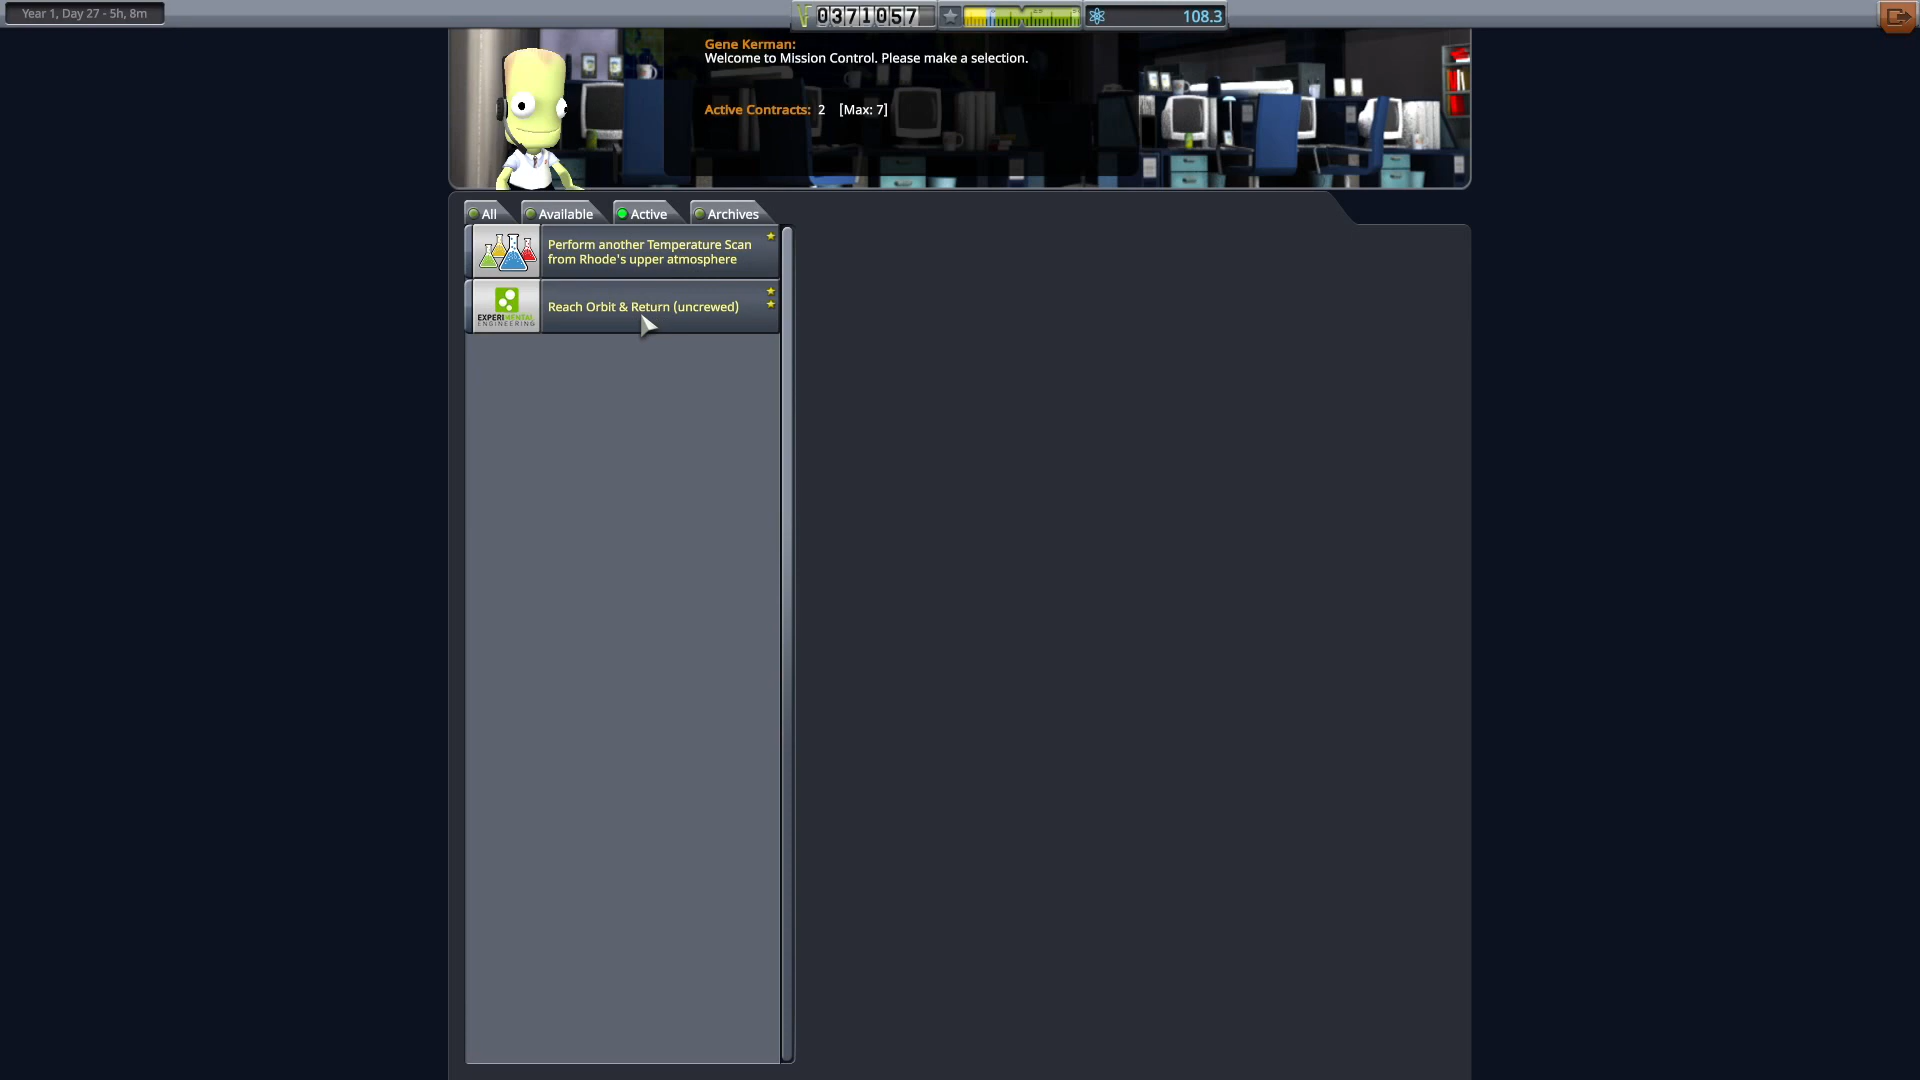 Year 1, Day 27 - 5h, 8m
0371057
108.3
Gene Kerman:
Welcome to Mission Control. Please make a selection.
Active Contracts: 2 [Max: 7]
All
Available
Active
Archives
Perform another Temperature Scan
from Rhode's upper atmosphere
EXPERIMENTAL
ENGINEERING
Reach Orbit & Return (uncrewed)